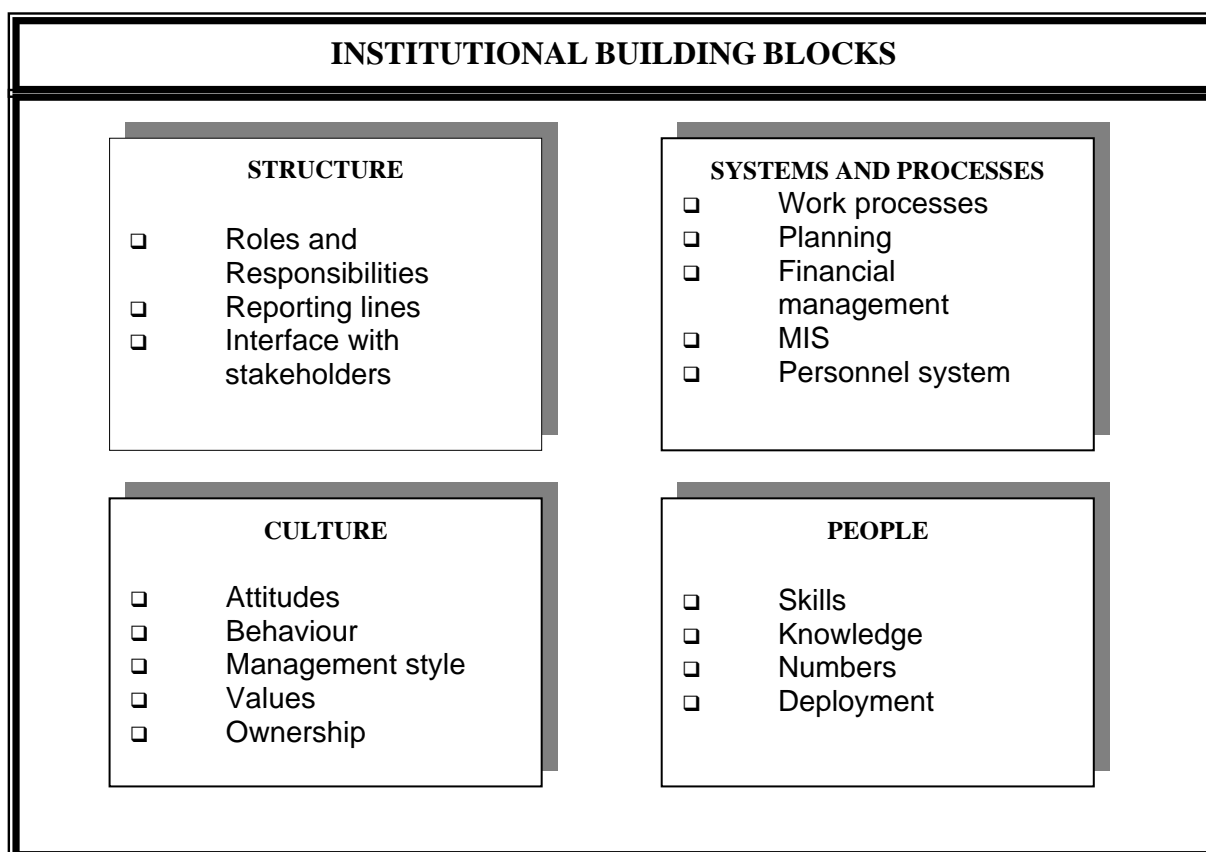 INSTITUTIONAL BUILDING BLOCKS
STRUCTURE
❑ Roles and
Responsibilities
❑ Reporting lines
❑ Interface with
stakeholders
SYSTEMS AND PROCESSES
❑ Work processes
❑ Planning
❑ Financial
management
❑ MIS
❑ Personnel system
CULTURE
❑ Attitudes
❑ Behaviour
❑ Management style
❑ Values
❑ Ownership
PEOPLE
❑ Skills
❑ Knowledge
❑ Numbers
❑ Deployment